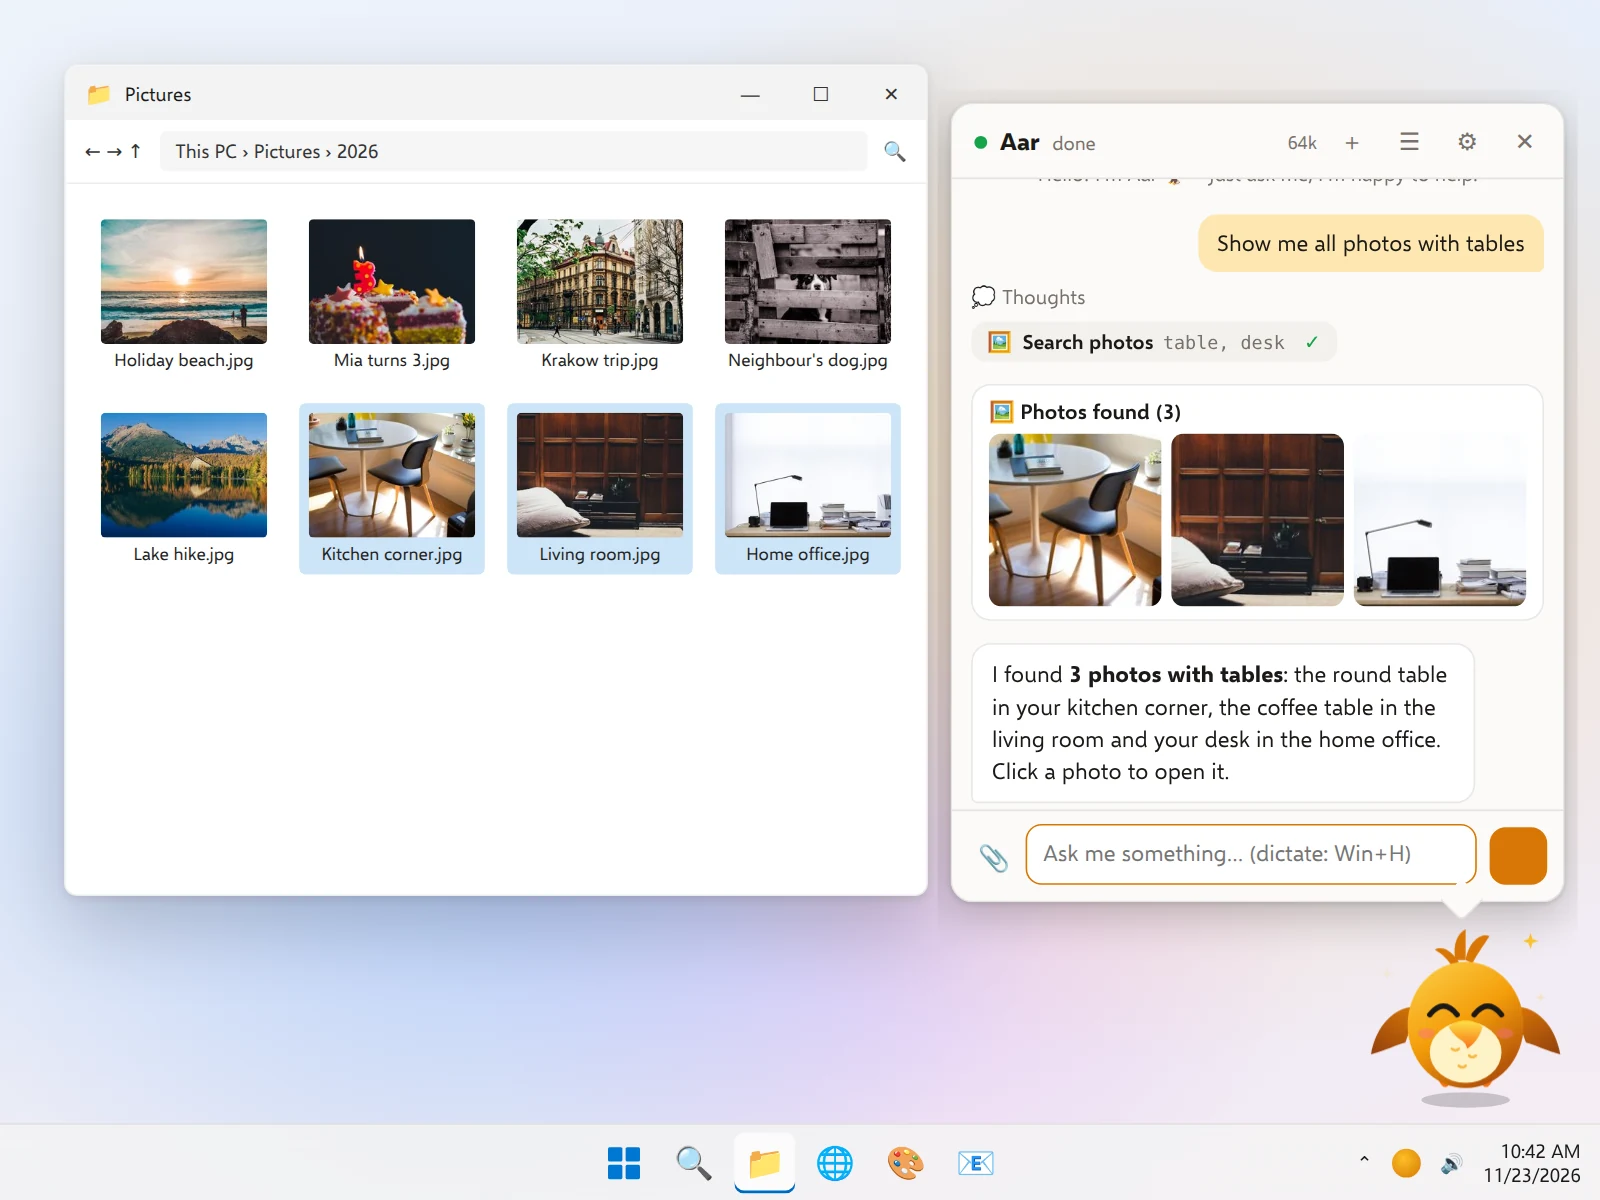 Pictures
This PC › Pictures › 2026
Holiday beach.jpg
Mia turns 3.jpg
Krakow trip.jpg
Neighbour's dog.jpg
Lake hike.jpg
Kitchen corner.jpg
Living room.jpg
Home office.jpg
Aar done
64k
Show me all photos with tables
Thoughts
Search photos table, desk ✓
Photos found (3)
I found 3 photos with tables: the round table
in your kitchen corner, the coffee table in the
living room and your desk in the home office.
Click a photo to open it.
Ask me something... (dictate: Win+H)
10:42 AM
11/23/2026